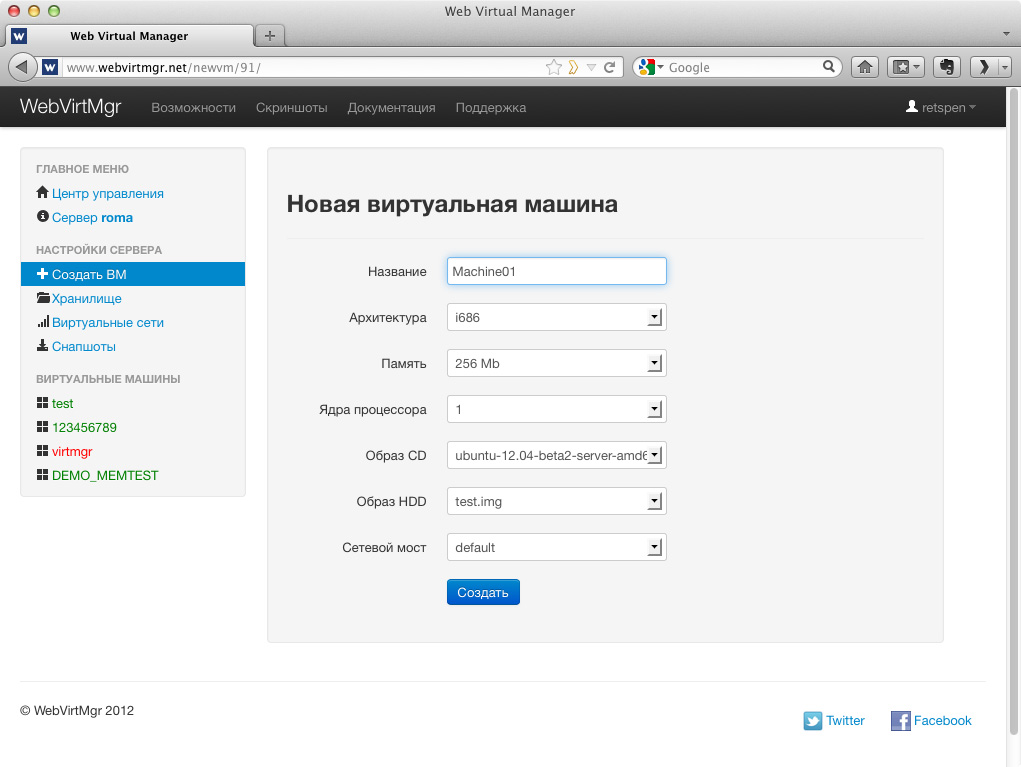 Web Virtual Manager
Web Virtual Manager
www.webvirtmgr.net/newvm/91/
Google
WebVirtMgr Возможности Скриншоты Документация Поддержка retspen
ГЛАВНОЕ МЕНЮ
Центр управления
Сервер roma
НАСТРОЙКИ СЕРВЕРА
Создать ВМ
Хранилище
Виртуальные сети
Снапшоты
ВИРТУАЛЬНЫЕ МАШИНЫ
test
123456789
virtmgr
DEMO_MEMTEST
Новая виртуальная машина
Название Machine01
Архитектура i686
Память 256 Mb
Ядра процессора 1
Образ CD ubuntu-12.04-beta2-server-amd6
Образ HDD test.img
Сетевой мост default
Создать
© WebVirtMgr 2012
Twitter Facebook